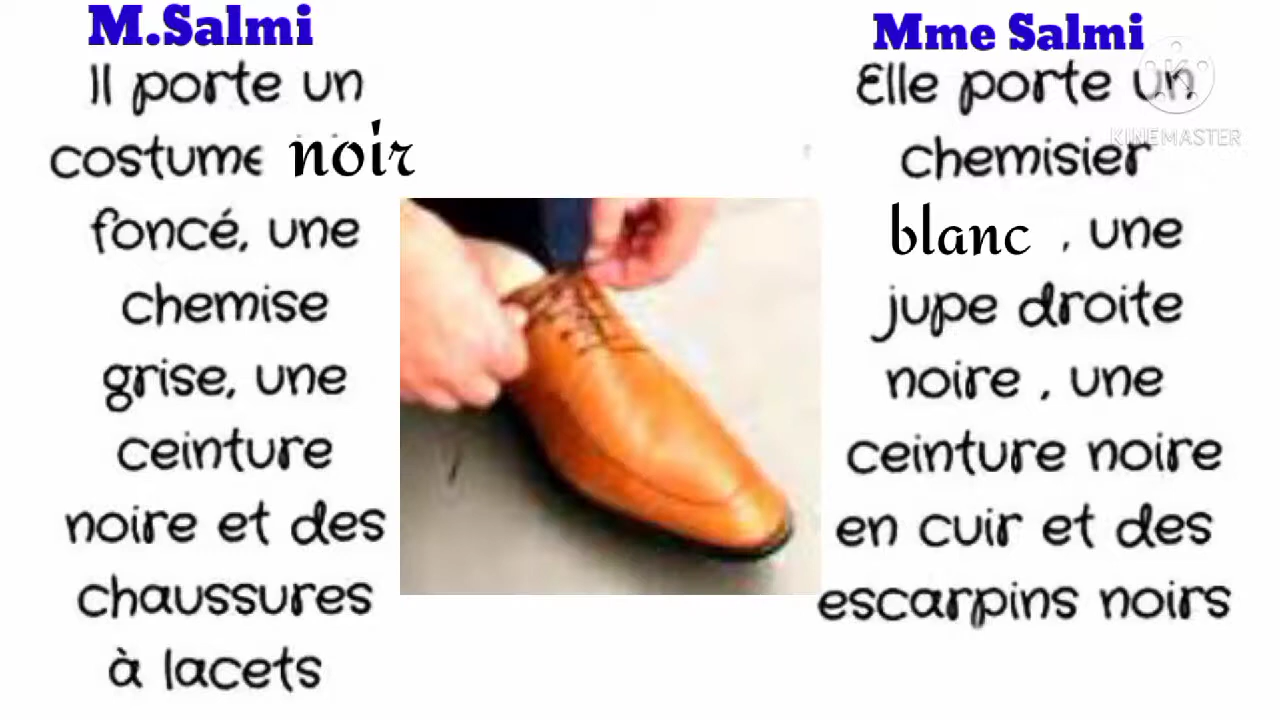 M.Salmi
Il porte un
costume noir
foncé, une
chemise
grise, une
ceinture
noire et des
chaussures
à lacets
Mme Salmi
Elle porte un
chemisier
blanc , une
jupe droite
noire , une
ceinture noire
en cuir et des
escarpins noirs
KINEMASTER